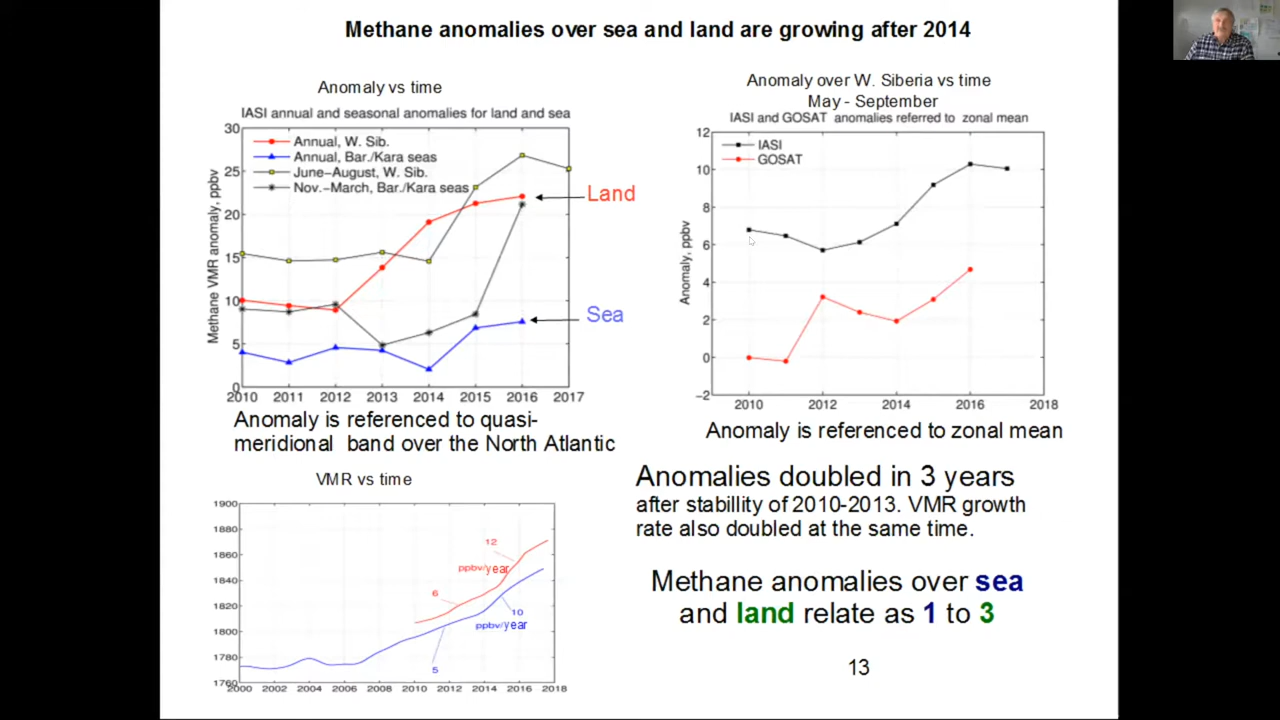 Methane anomalies over sea and land are growing after 2014
Anomaly vs time
IASI annual and seasonal anomalies for land and sea
30
25
20
15
10
5
0
Methane VMR anomaly, ppbv
Annual, W. Sib.
Annual, Bar./Kara seas
June-August, W. Sib.
Nov.-March, Bar./Kara seas
Land
Sea
2010 2011 2012 2013 2014 2015 2016 2017
Anomaly is referenced to quasi-
meridional band over the North Atlantic
Anomaly over W. Siberia vs time
May - September
IASI and GOSAT anomalies referred to zonal mean
12
10
8
6
4
2
0
-2
Anomaly, ppbv
IASI
GOSAT
2010 2012 2014 2016 2018
Anomaly is referenced to zonal mean
VMR vs time
1900
1880
1860
1840
1820
1800
1780
1760
12
ppbv/year
6
10
ppbv/year
5
2000 2002 2004 2006 2008 2010 2012 2014 2016 2018
Anomalies doubled in 3 years
after stabillity of 2010-2013. VMR growth
rate also doubled at the same time.
Methane anomalies over sea
and land relate as 1 to 3
13